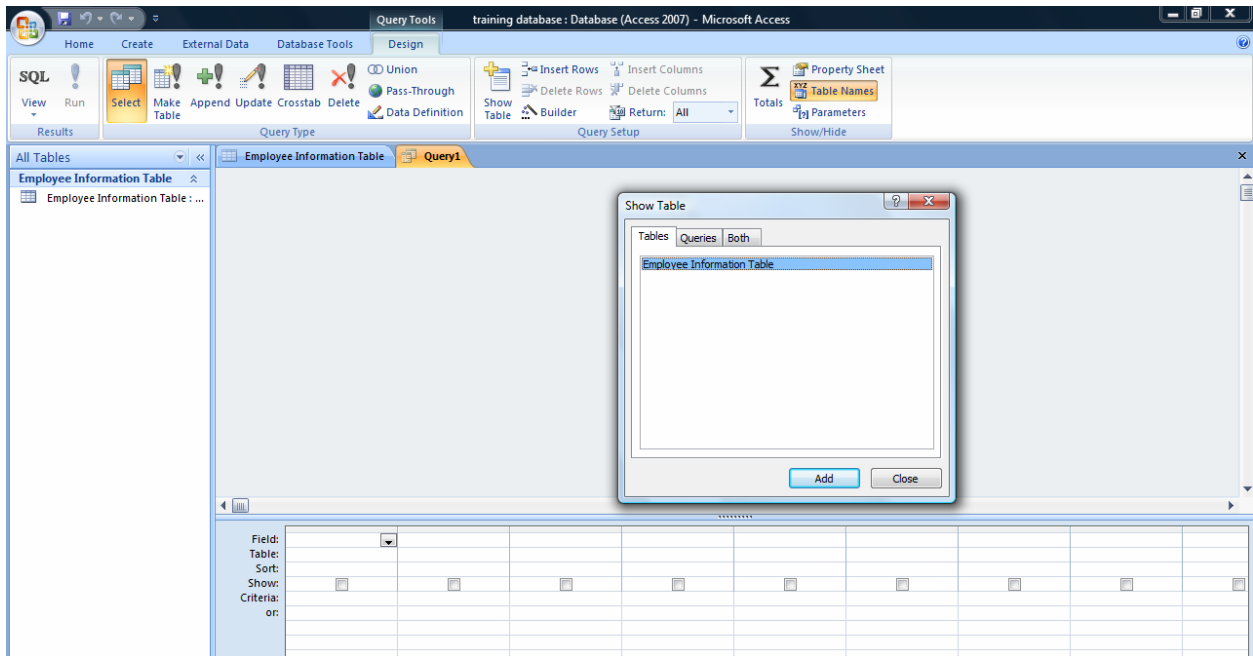 Query Tools training database : Database (Access 2007) - Microsoft Access
Home Create External Data Database Tools Design
SQL View
Run
Results
Select
Make Table
Append
Update
Crosstab
Delete
Union
Pass-Through
Data Definition
Query Type
Show Table
Insert Rows
Delete Rows
Builder
Insert Columns
Delete Columns
Return: All
Query Setup
Σ Totals
Property Sheet
XYZ Table Names
Parameters
Show/Hide
All Tables
Employee Information Table
Employee Information Table : ...
Employee Information Table Query1
Show Table
Tables Queries Both
Employee Information Table
Add Close
Field:
Table:
Sort:
Show:
Criteria:
or: